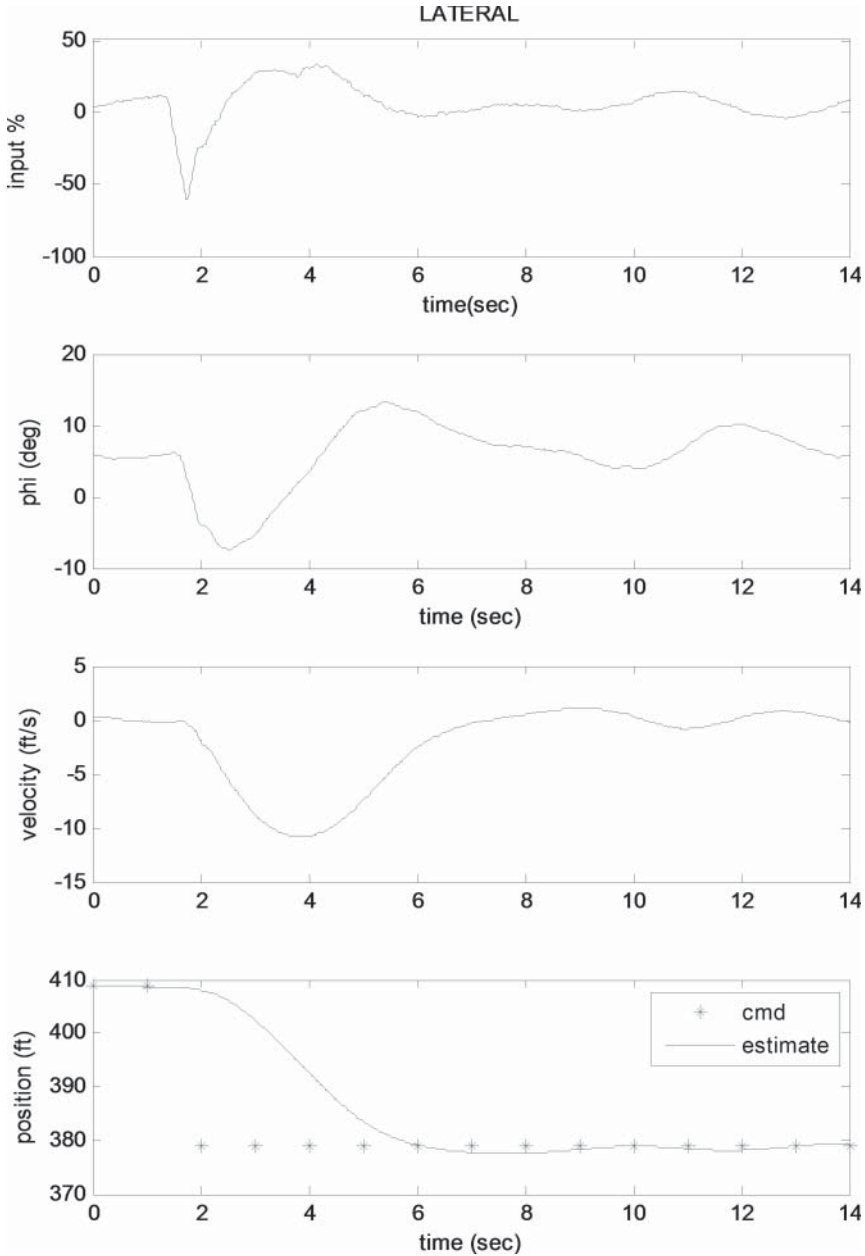 LATERAL
50
0
-50
-100
input %
0 2 4 6 8 10 12 14
time(sec)
20
10
0
-10
phi (deg)
0 2 4 6 8 10 12 14
time (sec)
5
0
-5
-10
-15
velocity (ft/s)
0 2 4 6 8 10 12 14
410
400
390
380
370
position (ft)
cmd
estimate
0 2 4 6 8 10 12 14
time (sec)